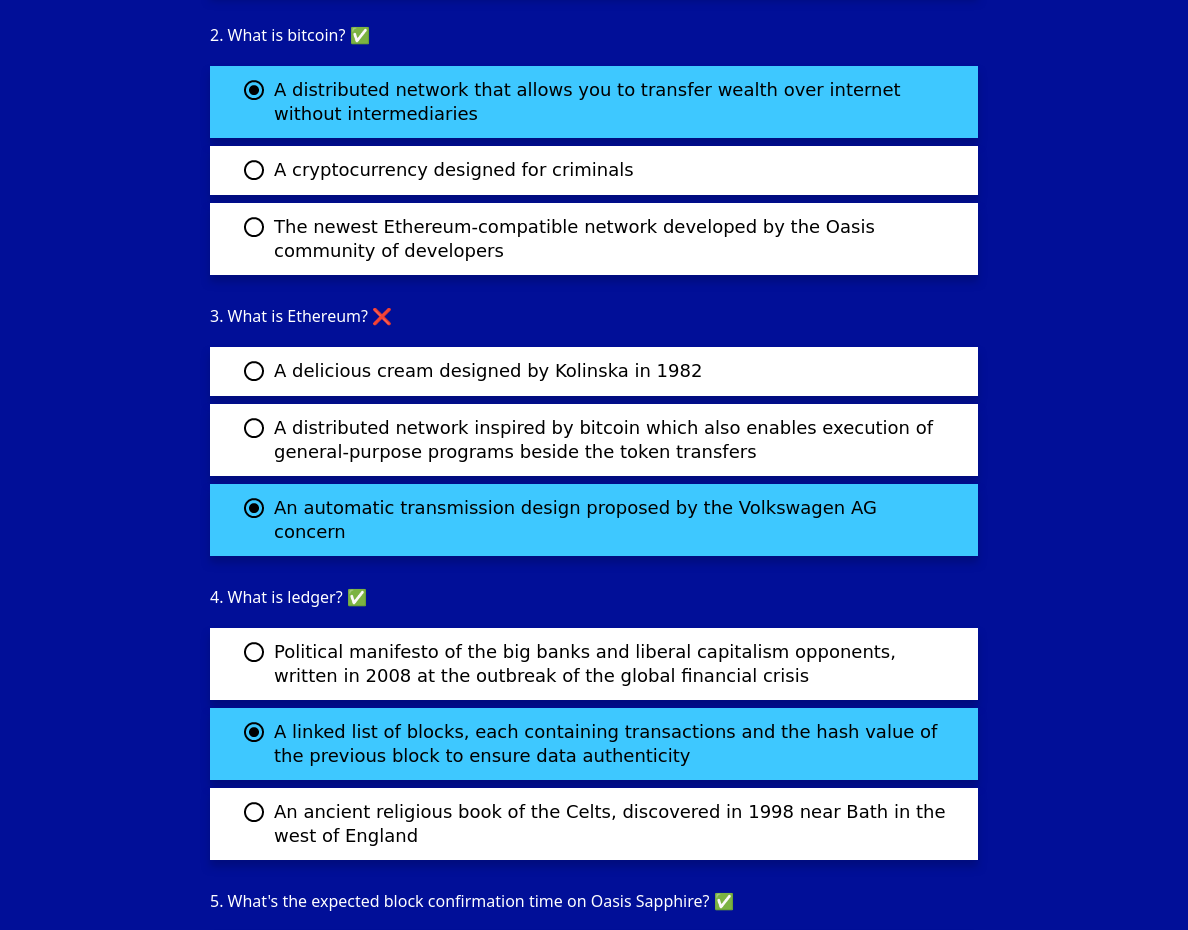 2. What is bitcoin? ✅
A distributed network that allows you to transfer wealth over internet
without intermediaries
A cryptocurrency designed for criminals
The newest Ethereum-compatible network developed by the Oasis
community of developers
3. What is Ethereum? ❌
A delicious cream designed by Kolinska in 1982
A distributed network inspired by bitcoin which also enables execution of
general-purpose programs beside the token transfers
An automatic transmission design proposed by the Volkswagen AG
concern
4. What is ledger? ✅
Political manifesto of the big banks and liberal capitalism opponents,
written in 2008 at the outbreak of the global financial crisis
A linked list of blocks, each containing transactions and the hash value of
the previous block to ensure data authenticity
An ancient religious book of the Celts, discovered in 1998 near Bath in the
west of England
5. What's the expected block confirmation time on Oasis Sapphire? ✅